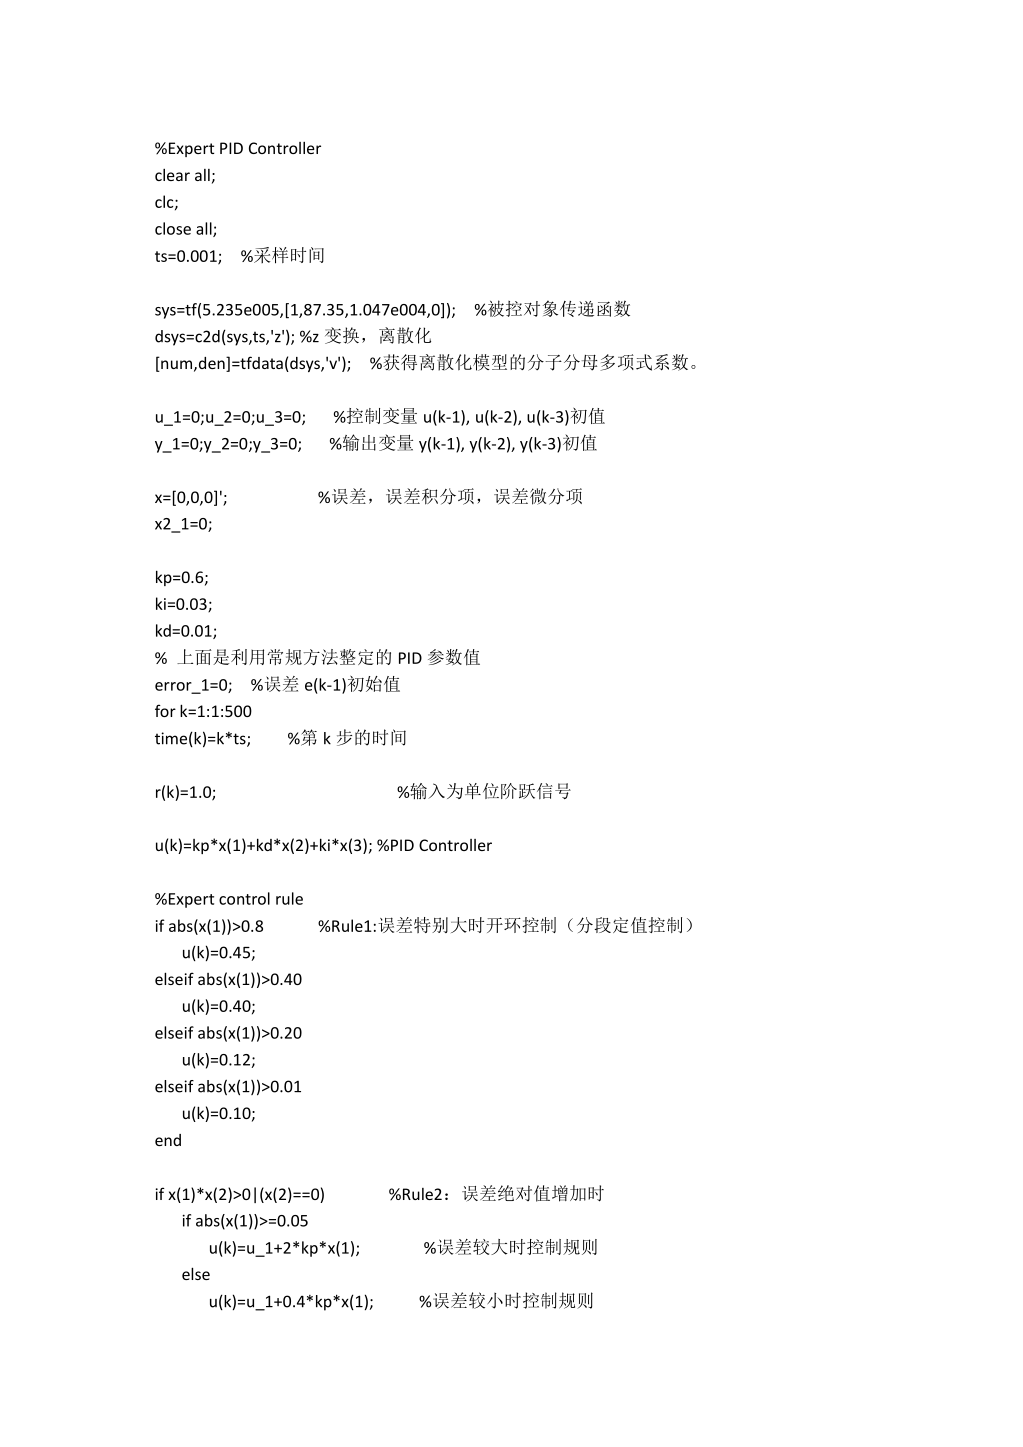 %Expert PID Controller
clear all;
clc;
close all;
ts=0.001;    %采样时间
sys=tf(5.235e005,[1,87.35,1.047e004,0]);    %被控对象传递函数
dsys=c2d(sys,ts,'z'); %z 变换，离散化
[num,den]=tfdata(dsys,'v');    %获得离散化模型的分子分母多项式系数。
u_1=0;u_2=0;u_3=0;      %控制变量 u(k-1), u(k-2), u(k-3)初值
y_1=0;y_2=0;y_3=0;      %输出变量 y(k-1), y(k-2), y(k-3)初值
x=[0,0,0]';                    %误差，误差积分项，误差微分项
x2_1=0;
kp=0.6;
ki=0.03;
kd=0.01;
%  上面是利用常规方法整定的 PID 参数值
error_1=0;    %误差 e(k-1)初始值
for k=1:1:500
time(k)=k*ts;        %第 k 步的时间
r(k)=1.0;                                        %输入为单位阶跃信号
u(k)=kp*x(1)+kd*x(2)+ki*x(3); %PID Controller
%Expert control rule
if abs(x(1))>0.8            %Rule1:误差特别大时开环控制（分段定值控制）
      u(k)=0.45;
elseif abs(x(1))>0.40
      u(k)=0.40;
elseif abs(x(1))>0.20
      u(k)=0.12;
elseif abs(x(1))>0.01
      u(k)=0.10;
end
if x(1)*x(2)>0|(x(2)==0)              %Rule2：误差绝对值增加时
      if abs(x(1))>=0.05
            u(k)=u_1+2*kp*x(1);              %误差较大时控制规则
      else
            u(k)=u_1+0.4*kp*x(1);          %误差较小时控制规则